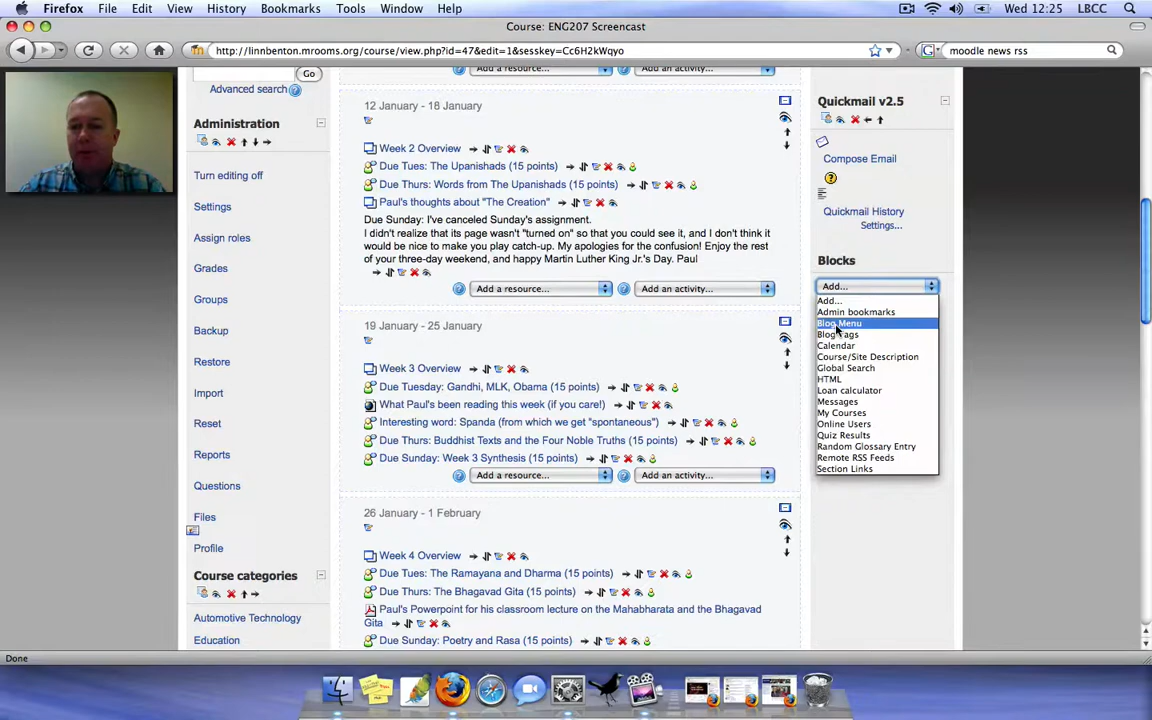 Firefox File Edit View History Bookmarks Tools Window Help Wed 12:25 LBCC
Course: ENG207 Screencast
http://linnbenton.mrooms.org/course/view.php?id=47&edit=1&sesskey=Cc6H2kWqyo
moodle news rss
Go
Advanced search
Administration
Turn editing off
Settings
Assign roles
Grades
Groups
Backup
Restore
Import
Reset
Reports
Questions
Files
Profile
Course categories
Automotive Technology
Education
Add a resource... Add an activity...
12 January - 18 January
Week 2 Overview
Due Tues: The Upanishads (15 points)
Due Thurs: Words from The Upanishads (15 points)
Paul's thoughts about "The Creation"
Due Sunday: I've canceled Sunday's assignment.
I didn't realize that its page wasn't "turned on" so that you could see it, and I don't think it
would be nice to make you play catch-up. My apologies for the confusion! Enjoy the rest
of your three-day weekend, and happy Martin Luther King Jr.'s Day. Paul
Add a resource... Add an activity...
19 January - 25 January
Week 3 Overview
Due Tuesday: Gandhi, MLK, Obama (15 points)
What Paul's been reading this week (if you care!)
Interesting word: Spanda (from which we get "spontaneous")
Due Thurs: Buddhist Texts and the Four Noble Truths (15 points)
Due Sunday: Week 3 Synthesis (15 points)
Add a resource... Add an activity...
26 January - 1 February
Week 4 Overview
Due Tues: The Ramayana and Dharma (15 points)
Due Thurs: The Bhagavad Gita (15 points)
Paul's Powerpoint for his classroom lecture on the Mahabharata and the Bhagavad
Gita
Due Sunday: Poetry and Rasa (15 points)
Quickmail v2.5
Compose Email
Quickmail History
Settings...
Blocks
Add...
Add...
Admin bookmarks
Blog Menu
Blog Tags
Calendar
Course/Site Description
Global Search
HTML
Loan calculator
Messages
My Courses
Online Users
Quiz Results
Random Glossary Entry
Remote RSS Feeds
Section Links
Done